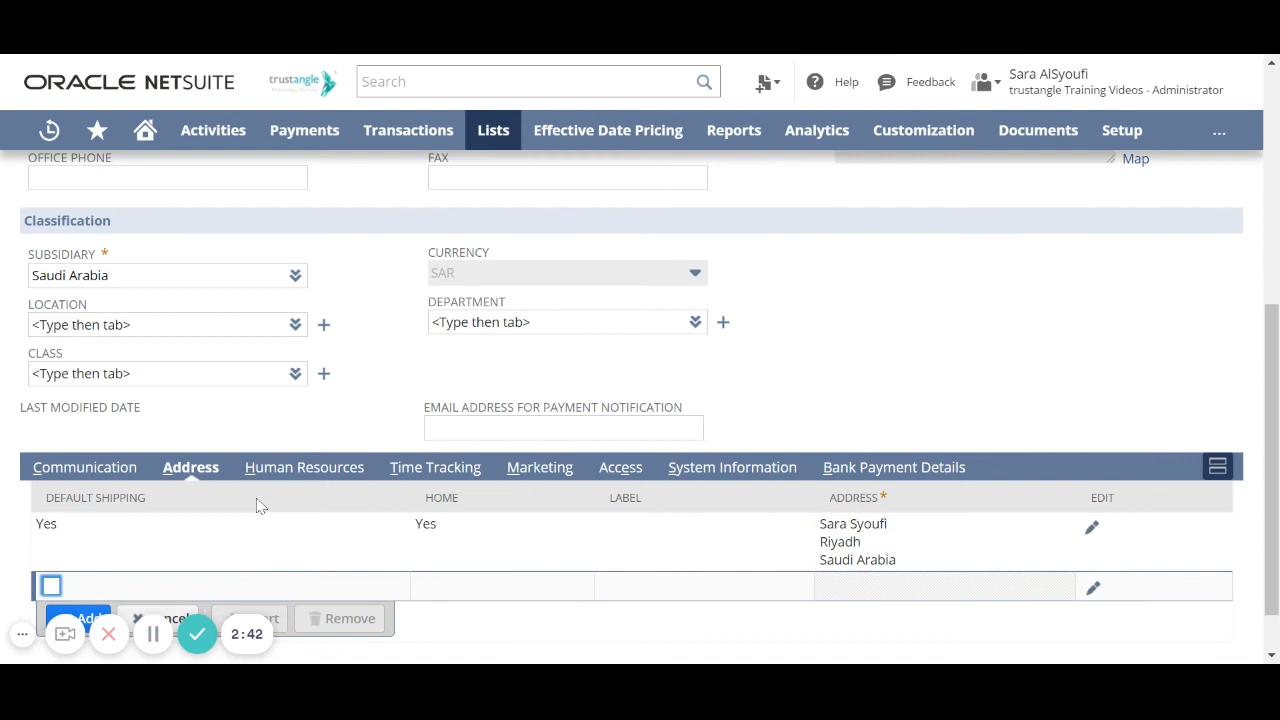 ORACLE NETSUITE
trustangle
Search
Help
Feedback
Sara AlSyoufi
trustangle Training Videos - Administrator
Activities
Payments
Transactions
Lists
Effective Date Pricing
Reports
Analytics
Customization
Documents
Setup
...
OFFICE PHONE
FAX
Map
Classification
SUBSIDIARY *
Saudi Arabia
CURRENCY
SAR
LOCATION
<Type then tab>
DEPARTMENT
<Type then tab>
CLASS
<Type then tab>
LAST MODIFIED DATE
EMAIL ADDRESS FOR PAYMENT NOTIFICATION
Communication
Address
Human Resources
Time Tracking
Marketing
Access
System Information
Bank Payment Details
DEFAULT SHIPPING
HOME
LABEL
ADDRESS*
EDIT
Yes
Yes
Sara Syoufi
Riyadh
Saudi Arabia
Remove
2:42